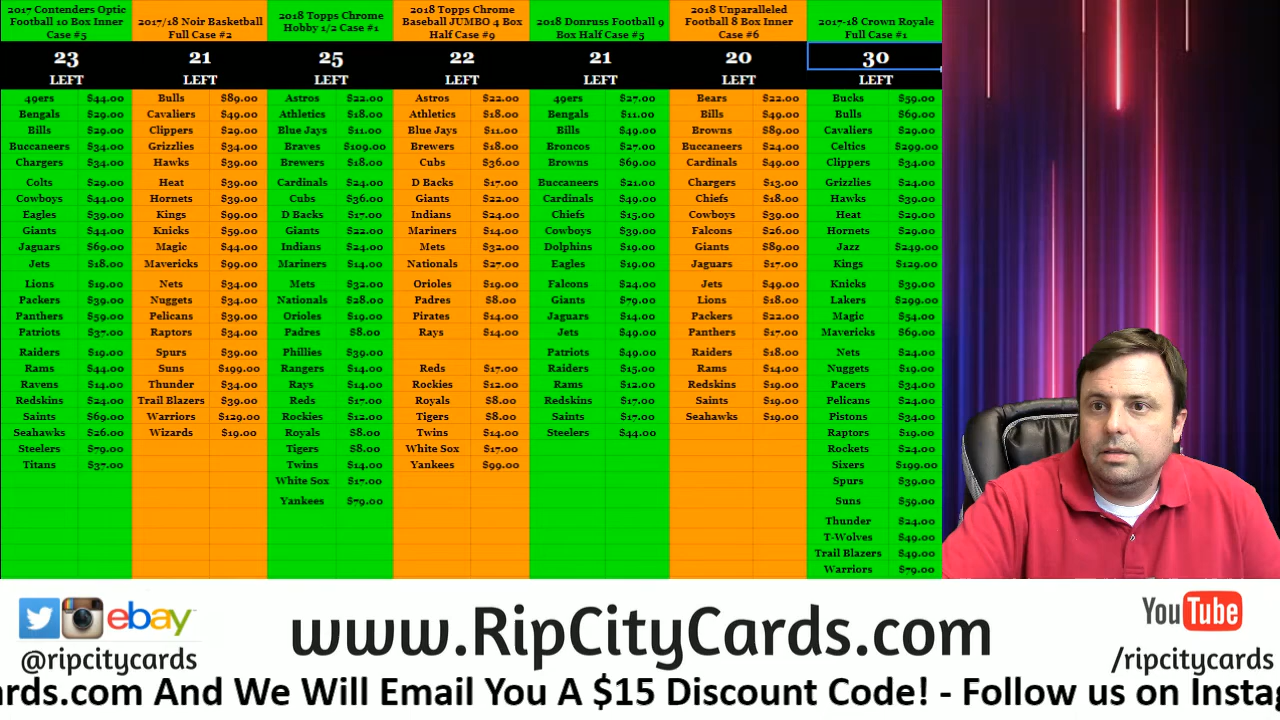 2017 Contenders Optic
Football 10 Box Inner
Case #5
23
LEFT
49ers $44.00
Bengals $29.00
Bills $29.00
Buccaneers $34.00
Chargers $34.00
Colts $29.00
Cowboys $44.00
Eagles $39.00
Giants $44.00
Jaguars $69.00
Jets $18.00
Lions $19.00
Packers $39.00
Panthers $59.00
Patriots $37.00
Raiders $19.00
Rams $44.00
Ravens $14.00
Redskins $24.00
Saints $69.00
Seahawks $26.00
Steelers $79.00
Titans $37.00
2017/18 Noir Basketball
Full Case #2
21
LEFT
Bulls $89.00
Cavaliers $49.00
Clippers $29.00
Grizzlies $34.00
Hawks $39.00
Heat $39.00
Hornets $39.00
Kings $99.00
Knicks $59.00
Magic $44.00
Mavericks $99.00
Nets $34.00
Nuggets $34.00
Pelicans $39.00
Raptors $34.00
Spurs $39.00
Suns $199.00
Thunder $34.00
Trail Blazers $39.00
Warriors $129.00
Wizards $19.00
2018 Topps Chrome
Hobby 1/2 Case #1
25
LEFT
Astros $22.00
Athletics $18.00
Blue Jays $11.00
Braves $109.00
Brewers $18.00
Cardinals $24.00
Cubs $36.00
D Backs $17.00
Giants $22.00
Indians $24.00
Mariners $14.00
Mets $32.00
Nationals $28.00
Orioles $19.00
Padres $8.00
Phillies $39.00
Rangers $14.00
Rays $14.00
Reds $17.00
Rockies $12.00
Royals $8.00
Tigers $8.00
Twins $14.00
White Sox $17.00
Yankees $79.00
2018 Topps Chrome
Baseball JUMBO 4 Box
Half Case #9
22
LEFT
Astros $22.00
Athletics $18.00
Blue Jays $11.00
Brewers $18.00
Cubs $36.00
D Backs $17.00
Giants $22.00
Indians $24.00
Mariners $14.00
Mets $32.00
Nationals $27.00
Orioles $19.00
Padres $8.00
Pirates $14.00
Rays $14.00
Reds $17.00
Rockies $12.00
Royals $8.00
Tigers $8.00
Twins $14.00
White Sox $17.00
Yankees $99.00
2018 Donruss Football 9
Box Half Case #5
21
LEFT
49ers $27.00
Bengals $11.00
Bills $49.00
Broncos $27.00
Browns $69.00
Buccaneers $21.00
Cardinals $49.00
Chiefs $15.00
Cowboys $39.00
Dolphins $19.00
Eagles $19.00
Falcons $24.00
Giants $79.00
Jaguars $14.00
Jets $49.00
Patriots $49.00
Raiders $15.00
Rams $12.00
Redskins $17.00
Saints $17.00
Steelers $44.00
2018 Unparalleled
Football 8 Box Inner
Case #6
20
LEFT
Bears $22.00
Bills $49.00
Browns $89.00
Buccaneers $24.00
Cardinals $49.00
Chargers $13.00
Chiefs $18.00
Cowboys $39.00
Falcons $26.00
Giants $89.00
Jaguars $17.00
Jets $49.00
Lions $18.00
Packers $22.00
Panthers $17.00
Raiders $18.00
Rams $14.00
Redskins $19.00
Saints $19.00
Seahawks $19.00
2017-18 Crown Royale
Full Case #1
30
LEFT
Bucks $59.00
Bulls $69.00
Cavaliers $29.00
Celtics $299.00
Clippers $34.00
Grizzlies $24.00
Hawks $39.00
Heat $29.00
Hornets $29.00
Jazz $249.00
Kings $129.00
Knicks $39.00
Lakers $299.00
Magic $54.00
Mavericks $69.00
Nets $24.00
Nuggets $19.00
Pacers $34.00
Pelicans $24.00
Pistons $34.00
Raptors $19.00
Rockets $24.00
Sixers $199.00
Spurs $39.00
Suns $59.00
Thunder $24.00
T-Wolves $49.00
Trail Blazers $49.00
Warriors $79.00
ebay
@ripcitycards
www.RipCityCards.com
YouTube
/ripcitycards
ards.com And We Will Email You A $15 Discount Code! - Follow us on Insta